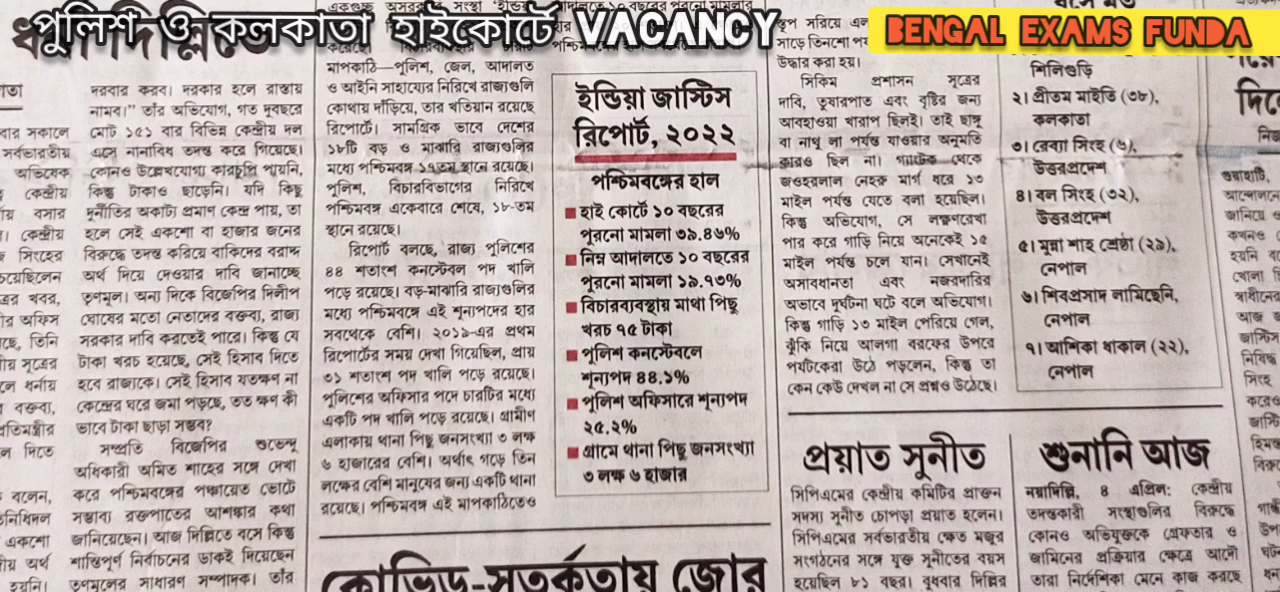 পুলিশ ও কলকাতা হাইকোর্টে VACANCY
BENGAL EXAMS FUNDA
দরবার করব। দরকার হলে রাস্তায়
নামব।” তাঁর অভিযোগ, গত দুবছরে
মোট ১৫১ বার বিভিন্ন কেন্দ্রীয় দল
এসে নানাবিধ তদন্ত করে গিয়েছে।
কোনও উল্লেখযোগ্য কারচুপি পায়নি,
কিন্তু টাকাও ছাড়েনি। যদি কিছু
দুর্নীতির অকাট্য প্রমাণ কেন্দ্র পায়, তা
হলে সেই একশো বা হাজার জনের
বিরুদ্ধে তদন্ত করিয়ে বাকিদের বরাদ্দ
অর্থ দিয়ে দেওয়ার দাবি জানাচ্ছে
তৃণমূল। অন্য দিকে বিজেপির দিলীপ
ঘোষের মতো নেতাদের বক্তব্য, রাজ্য
সরকার দাবি করতেই পারে। কিন্তু যে
টাকা খরচ হয়েছে, সেই হিসাব দিতে
হবে রাজ্যকে। সেই হিসাব যতক্ষণ না
কেন্দ্রের ঘরে জমা পড়ছে, তত ক্ষণ কী
ভাবে টাকা ছাড়া সম্ভব?
সম্প্রতি বিজেপির শুভেন্দু
অধিকারী অমিত শাহের সঙ্গে দেখা
করে পশ্চিমবঙ্গের পঞ্চায়েত ভোটে
সম্ভাব্য রক্তপাতের আশঙ্কার কথা
জানিয়েছেন। আজ দিল্লিতে বসে কিন্তু
শান্তিপূর্ণ নির্বাচনের ডাকই দিয়েছেন
তৃণমূলের সাধারণ সম্পাদক। তাঁর
মাপকাঠি—পুলিশ, জেল, আদালত
ও আইনি সাহায্যের নিরিখে রাজ্যগুলি
কোথায় দাঁড়িয়ে, তার খতিয়ান রয়েছে
রিপোর্টে। সামগ্রিক ভাবে দেশের
১৮টি বড় ও মাঝারি রাজ্যগুলির
মধ্যে পশ্চিমবঙ্গ ১৭তম স্থানে রয়েছে।
পুলিশ, বিচারবিভাগের নিরিখে
পশ্চিমবঙ্গ একেবারে শেষে, ১৮-তম
স্থানে রয়েছে।
রিপোর্ট বলছে, রাজ্য পুলিশের
৪৪ শতাংশ কনস্টেবল পদ খালি
পড়ে রয়েছে। বড়-মাঝারি রাজ্যগুলির
মধ্যে পশ্চিমবঙ্গে এই শূন্যপদের হার
সবথেকে বেশি। ২০১৯-এর প্রথম
রিপোর্টের সময় দেখা গিয়েছিল, প্রায়
৩১ শতাংশ পদ খালি পড়ে রয়েছে।
পুলিশের অফিসার পদে চারটির মধ্যে
একটি পদ খালি পড়ে রয়েছে। গ্রামীণ
এলাকায় থানা পিছু জনসংখ্যা ৩ লক্ষ
৬ হাজারের বেশি। অর্থাৎ গড়ে তিন
লক্ষের বেশি মানুষের জন্য একটি থানা
রয়েছে। পশ্চিমবঙ্গ এই মাপকাঠিতেও
কোভিড-সতর্কতায় জোর
ইন্ডিয়া জাস্টিস
রিপোর্ট, ২০২২
পশ্চিমবঙ্গের হাল
হাই কোর্টে ১০ বছরের
পুরনো মামলা ৩৯.৪৬%
নিম্ন আদালতে ১০ বছরের
পুরনো মামলা ১৯.৭৩%
বিচারব্যবস্থায় মাথা পিছু
খরচ ৭৫ টাকা
পুলিশ কনস্টেবলে
শূন্যপদ ৪৪.১%
পুলিশ অফিসারে শূন্যপদ
২৫.২%
গ্রামে থানা পিছু জনসংখ্যা
৩ লক্ষ ৬ হাজার
উদ্ধার করা হয়।
সিকিম প্রশাসন সূত্রের
দাবি, তুষারপাত এবং বৃষ্টির জন্য
আবহাওয়া খারাপ ছিলই। তাই ছাঙ্গু
বা নাথু লা পর্যন্ত যাওয়ার অনুমতি
কারও ছিল না। গ্যাংটক থেকে
জওহরলাল নেহরু মার্গ ধরে ১৩
মাইল পর্যন্ত যেতে বলা হয়েছিল।
কিন্তু অভিযোগ, সে লক্ষ্মণরেখা
পার করে গাড়ি নিয়ে অনেকেই ১৫
মাইল পর্যন্ত চলে যান। সেখানেই
অসাবধানতা এবং নজরদারির
অভাবে দুর্ঘটনা ঘটে বলে অভিযোগ।
কিন্তু গাড়ি ১৩ মাইল পেরিয়ে গেল,
ঝুঁকি নিয়ে আলগা বরফের উপরে
পর্যটকেরা উঠে পড়লেন, কিন্তু তা
কেন কেউ দেখল না সে প্রশ্নও উঠেছে।
শিলিগুড়ি
২। প্রীতম মাইতি (৩৮),
কলকাতা
৩। রেব্যা সিংহ (৬),
উত্তরপ্রদেশ
৪। বল সিংহ (৩২),
উত্তরপ্রদেশ
৫। মুন্না শাহ শ্রেষ্ঠা (২৯),
নেপাল
৬। শিবপ্রসাদ লামিছেনি,
নেপাল
৭। আশিকা ধাকাল (২২),
নেপাল
প্রয়াত সুনীত
সিপিএমের কেন্দ্রীয় কমিটির প্রাক্তন
সদস্য সুনীত চোপড়া প্রয়াত হলেন।
সিপিএমের সর্বভারতীয় ক্ষেত মজুর
সংগঠনের সঙ্গে যুক্ত সুনীতের বয়স
হয়েছিল ৮১ বছর। বুধবার দিল্লির
শুনানি আজ
নয়াদিল্লি, ৪ এপ্রিল: কেন্দ্রীয়
তদন্তকারী সংস্থাগুলির বিরুদ্ধে
কোনও অভিযুক্তকে গ্রেফতার ও
জামিনের প্রক্রিয়ার ক্ষেত্রে আদৌ
তারা নির্দেশিকা মেনে কাজ করছে